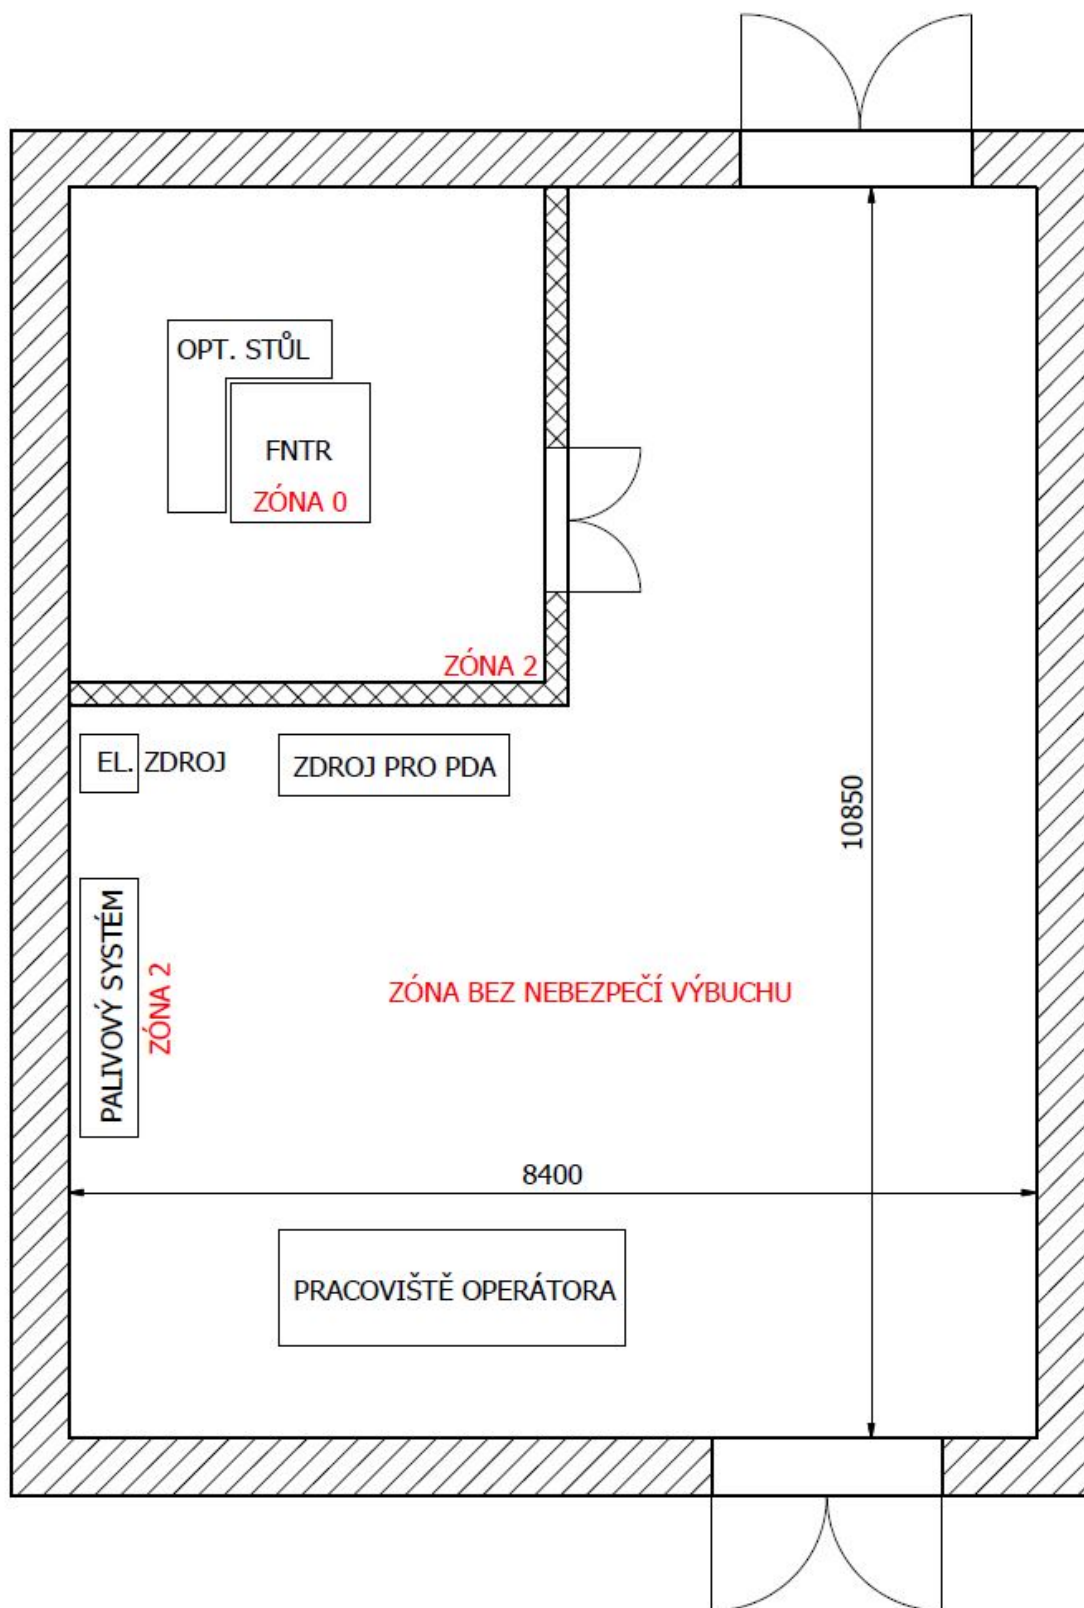 OPT. STŮL
FNTR
ZÓNA 0
ZÓNA 2
EL. ZDROJ
ZDROJ PRO PDA
10850
PALIVOVÝ SYSTÉM
ZÓNA 2
ZÓNA BEZ NEBEZPEČÍ VÝBUCHU
8400
PRACOVIŠTĚ OPERÁTORA